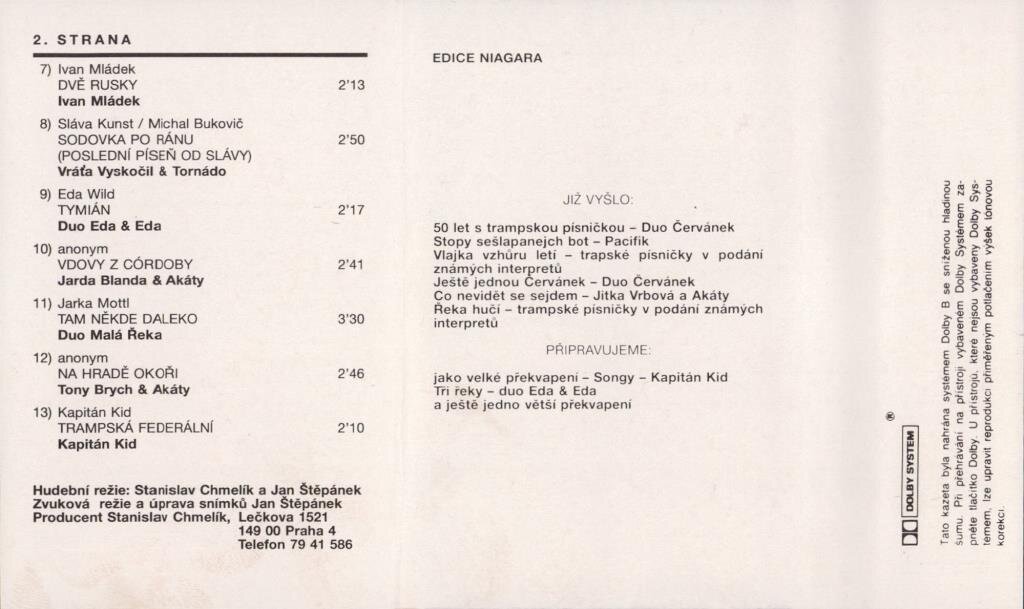 2. STRANA
7) Ivan Mládek
DVĚ RUSKY 2'13
Ivan Mládek
8) Sláva Kunst / Michal Bukovič
SODOVKA PO RÁNU 2'50
(POSLEDNÍ PÍSEŇ OD SLÁVY)
Vráťa Vyskočil & Tornádo
9) Eda Wild
TYMIÁN 2'17
Duo Eda & Eda
10) anonym
VDOVY Z CÓRDOBY 2'41
Jarda Blanda & Akáty
11) Jarka Mottl
TAM NĚKDE DALEKO 3'30
Duo Malá Řeka
12) anonym
NA HRADĚ OKOŘI 2'46
Tony Brych & Akáty
13) Kapitán Kid
TRAMPSKÁ FEDERÁLNÍ 2'10
Kapitán Kid
Hudební režie: Stanislav Chmelík a Jan Štěpánek
Zvuková režie a úprava snímků Jan Štěpánek
Producent Stanislav Chmelík, Lečkova 1521
149 00 Praha 4
Telefon 79 41 586
EDICE NIAGARA
JIŽ VYŠLO:
50 let s trampskou písničkou – Duo Červánek
Stopy sešlapanejch bot – Pacifik
Vlajka vzhůru letí – trapské písničky v podání
známých interpretů
Ještě jednou Červánek – Duo Červánek
Co nevidět se sejdem – Jitka Vrbová a Akáty
Řeka hučí – trampské písničky v podání známých
interpretů
PŘIPRAVUJEME:
jako velké překvapení – Songy – Kapitán Kid
Tři řeky – duo Eda & Eda
a ještě jedno větší překvapení
DOLBY SYSTEM ®
Tato kazeta byla nahrána systémem Dolby B se sníženou hladinou
šumu. Při přehrávání na přístroji vybaveném Dolby Systémem za-
pněte tlačítko Dolby. U přístrojů, které nejsou vybaveny Dolby Sys-
témem, lze upravit reprodukci přiměřeným potlačením výšek tónovou
korekcí.